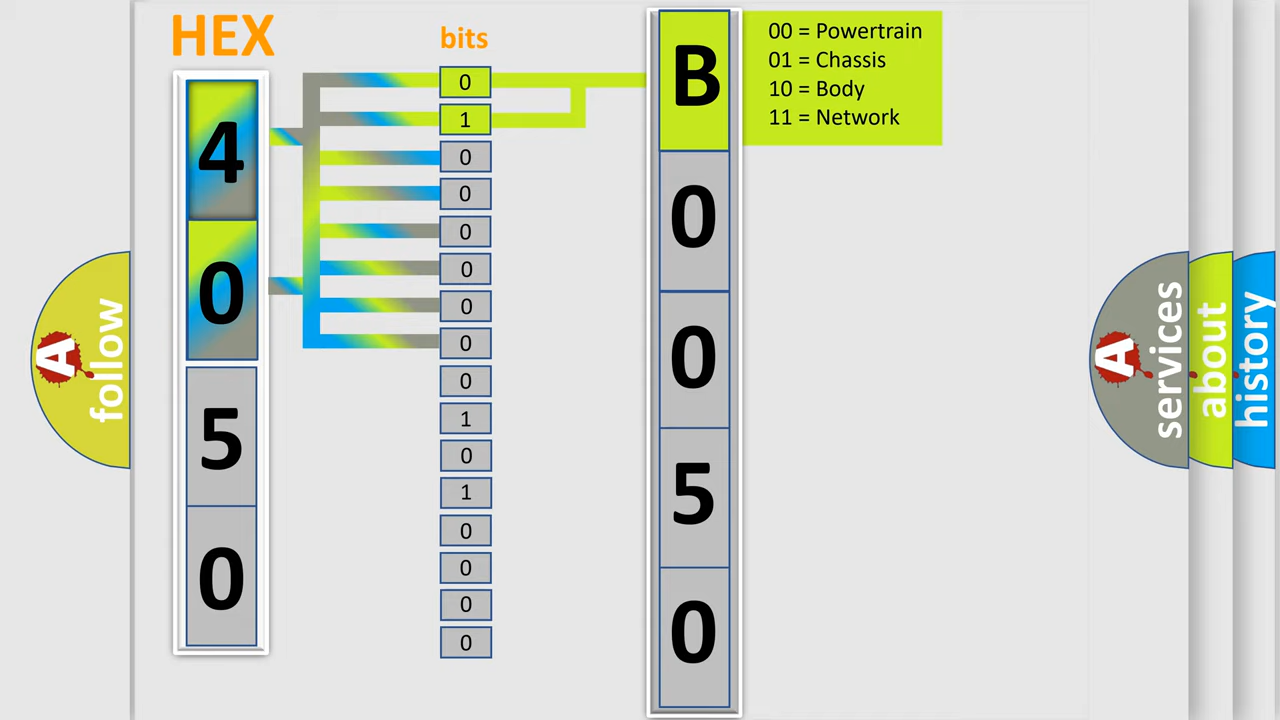 HEX
4
0
5
0
bits
0
1
0
0
0
0
0
0
0
1
0
1
0
0
0
0
B
0
0
5
0
00 = Powertrain
01 = Chassis
10 = Body
11 = Network
A
follow
A
services
about
history